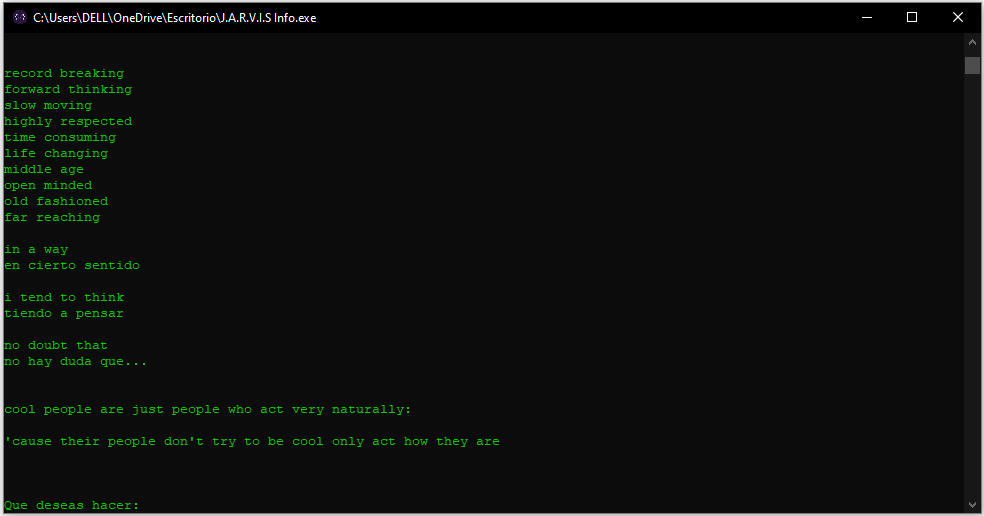 C:\Users\DELL\OneDrive\Escritorio\J.A.R.V.I.S Info.exe
record breaking
forward thinking
slow moving
highly respected
time consuming
life changing
middle age
open minded
old fashioned
far reaching
in a way
en cierto sentido
i tend to think
tiendo a pensar
no doubt that
no hay duda que...
cool people are just people who act very naturally:
'cause their people don't try to be cool only act how they are
Que deseas hacer: